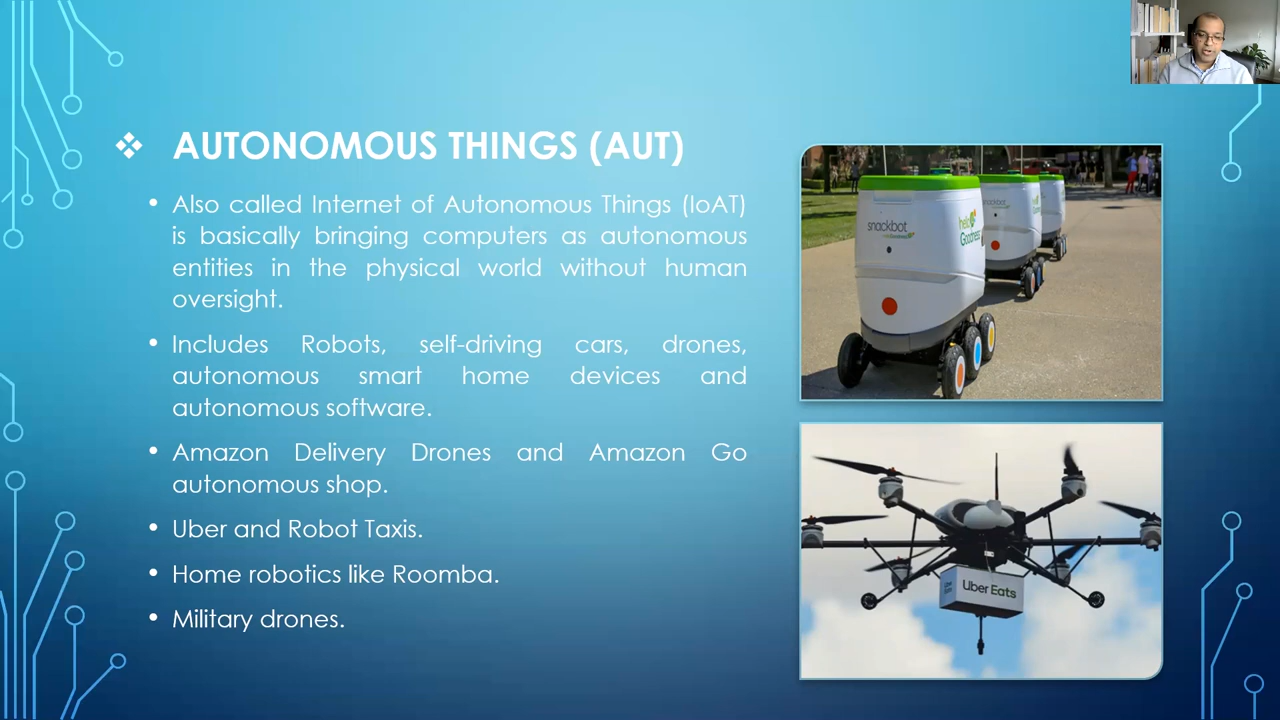 ❖ AUTONOMOUS THINGS (AUT)
• Also called Internet of Autonomous Things (IoAT)
is basically bringing computers as autonomous
entities in the physical world without human
oversight.
• Includes Robots, self-driving cars, drones,
autonomous smart home devices and
autonomous software.
• Amazon Delivery Drones and Amazon Go
autonomous shop.
• Uber and Robot Taxis.
• Home robotics like Roomba.
• Military drones.
snackbot
hello
Goodness
snackbot
Uber Eats